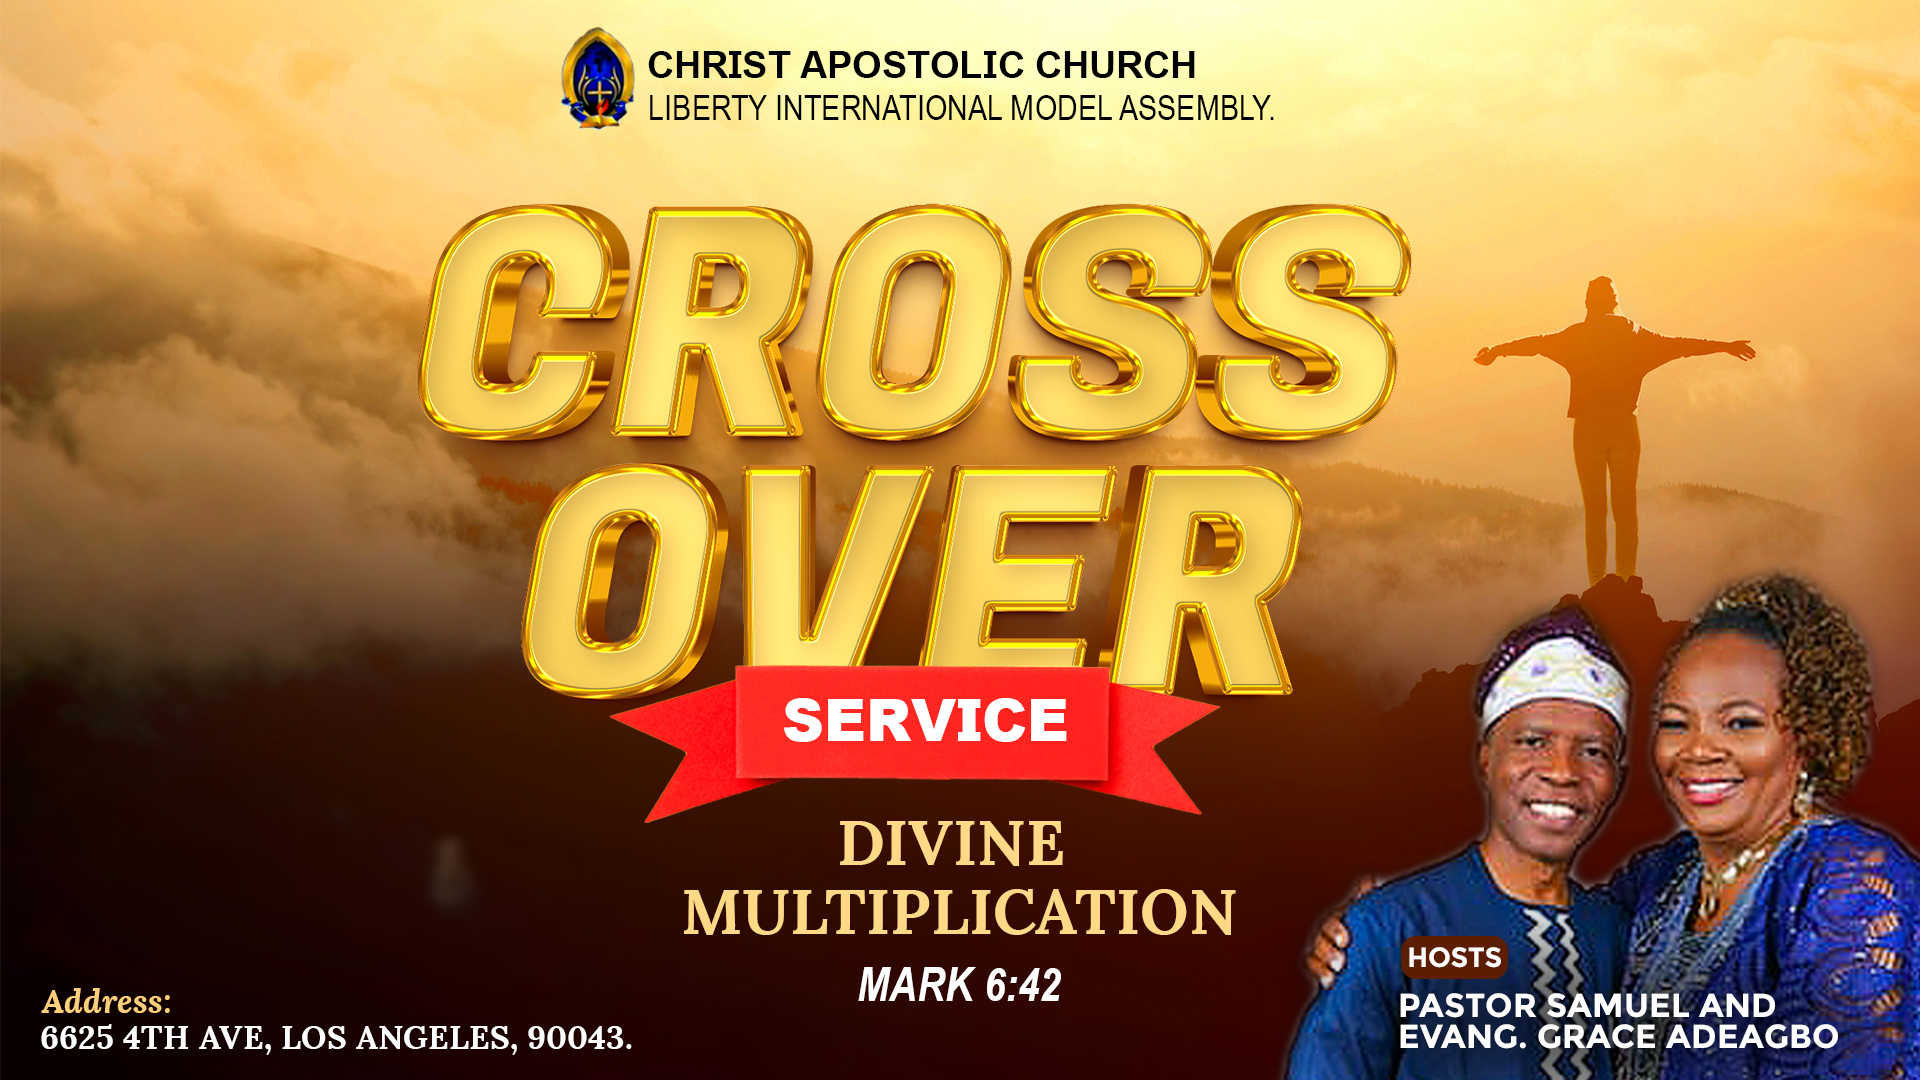 CHRIST APOSTOLIC CHURCH
LIBERTY INTERNATIONAL MODEL ASSEMBLY.
CROSS
OVER
SERVICE
DIVINE
MULTIPLICATION
MARK 6:42
Address:
6625 4TH AVE, LOS ANGELES, 90043.
HOSTS
PASTOR SAMUEL AND
EVANG. GRACE ADEAGBO